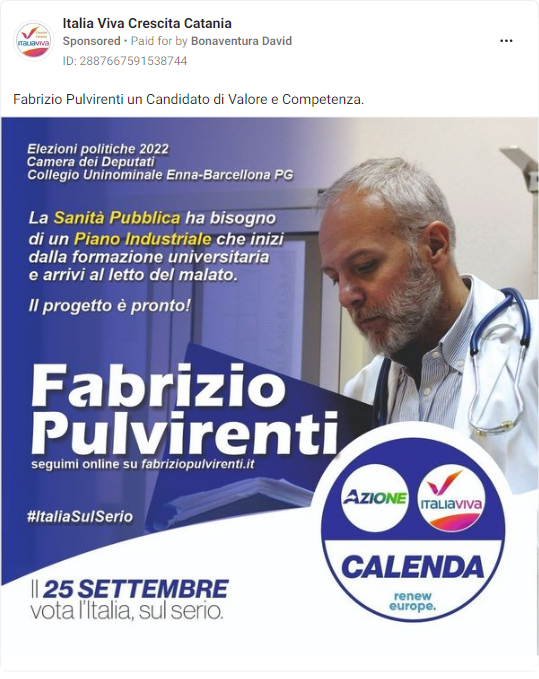 Italia Viva Crescita Catania
Sponsored • Paid for by Bonaventura David
ID: 2887667591538744
Fabrizio Pulvirenti un Candidato di Valore e Competenza.
Elezioni politiche 2022
Camera dei Deputati
Collegio Uninominale Enna-Barcellona PG
La Sanità Pubblica ha bisogno
di un Piano Industriale che inizi
dalla formazione universitaria
e arrivi al letto del malato.
Il progetto è pronto!
Fabrizio
Pulvirenti
seguimi online su fabriziopulvirenti.it
#ItaliaSulSerio
AZIONE
ITALIAVIVA
CALENDA
renew
europe.
Il 25 SETTEMBRE
vota l'Italia, sul serio.